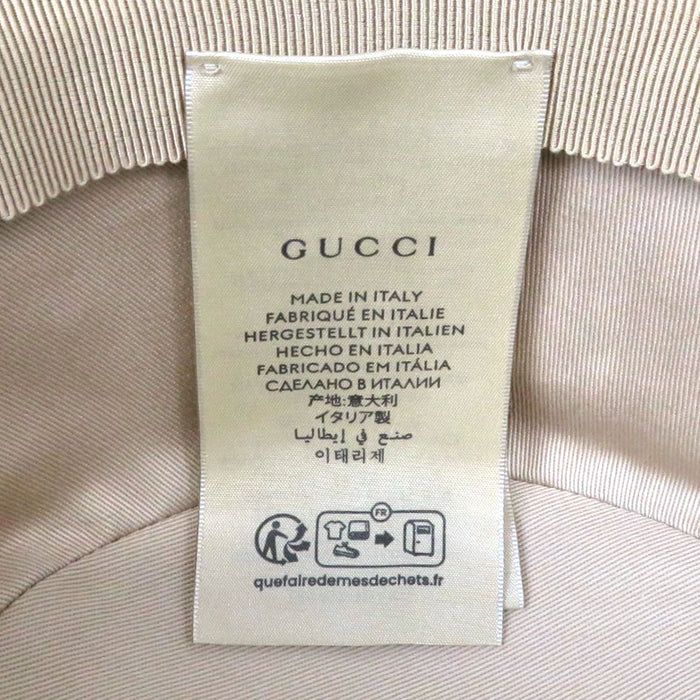 GUCCI
MADE IN ITALY
FABRIQUÉ EN ITALIE
HERGESTELLT IN ITALIEN
HECHO EN ITALIA
FABRICADO EM ITÁLIA
СДЕЛАНО В ИТАЛИИ
产地:意大利
イタリア製
صنع في إيطاليا
이태리제
FR
quefairedemesdechets.fr